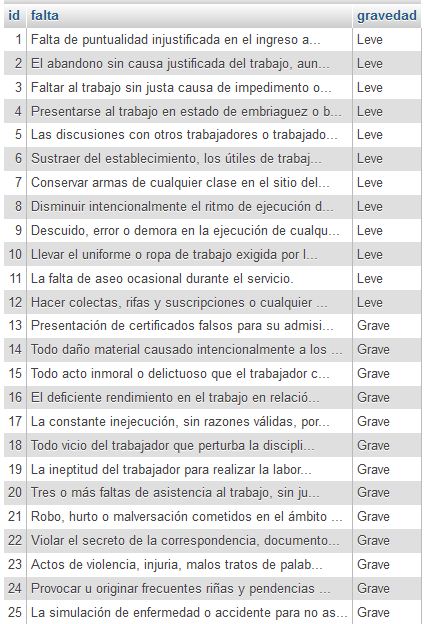 id falta gravedad
1 Falta de puntualidad injustificada en el ingreso a... Leve
2 El abandono sin causa justificada del trabajo, aun... Leve
3 Faltar al trabajo sin justa causa de impedimento o... Leve
4 Presentarse al trabajo en estado de embriaguez o b... Leve
5 Las discusiones con otros trabajadores o trabajado... Leve
6 Sustraer del establecimiento, los útiles de trabaj... Leve
7 Conservar armas de cualquier clase en el sitio del... Leve
8 Disminuir intencionalmente el ritmo de ejecución d... Leve
9 Descuido, error o demora en la ejecución de cualqu... Leve
10 Llevar el uniforme o ropa de trabajo exigida por l... Leve
11 La falta de aseo ocasional durante el servicio. Leve
12 Hacer colectas, rifas y suscripciones o cualquier ... Leve
13 Presentación de certificados falsos para su admisi... Grave
14 Todo daño material causado intencionalmente a los ... Grave
15 Todo acto inmoral o delictuoso que el trabajador c... Grave
16 El deficiente rendimiento en el trabajo en relació... Grave
17 La constante inejecución, sin razones válidas, por... Grave
18 Todo vicio del trabajador que perturba la discipli... Grave
19 La ineptitud del trabajador para realizar la labor... Grave
20 Tres o más faltas de asistencia al trabajo, sin ju... Grave
21 Robo, hurto o malversación cometidos en el ámbito ... Grave
22 Violar el secreto de la correspondencia, documento... Grave
23 Actos de violencia, injuria, malos tratos de palab... Grave
24 Provocar u originar frecuentes riñas y pendencias ... Grave
25 La simulación de enfermedad o accidente para no as... Grave